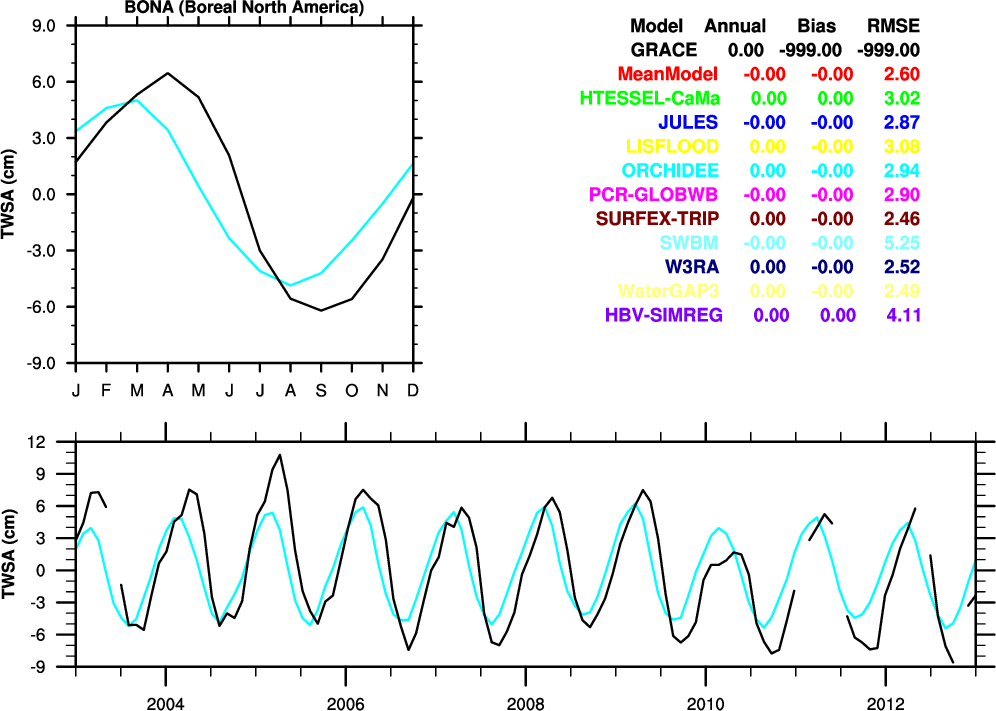 BONA (Boreal North America)
9.0
6.0
3.0
0.0
-3.0
-6.0
-9.0
TWSA (cm)
J F M A M J J A S O N D
Model Annual Bias RMSE
GRACE 0.00 -999.00 -999.00
MeanModel -0.00 -0.00 2.60
HTESSEL-CaMa 0.00 0.00 3.02
JULES -0.00 -0.00 2.87
LISFLOOD 0.00 -0.00 3.08
ORCHIDEE 0.00 -0.00 2.94
PCR-GLOBWB -0.00 -0.00 2.90
SURFEX-TRIP 0.00 -0.00 2.46
SWBM -0.00 -0.00 5.25
W3RA 0.00 -0.00 2.52
WaterGAP3 0.00 -0.00 2.49
HBV-SIMREG 0.00 0.00 4.11
12
9
6
3
0
-3
-6
-9
TWSA (cm)
2004 2006 2008 2010 2012